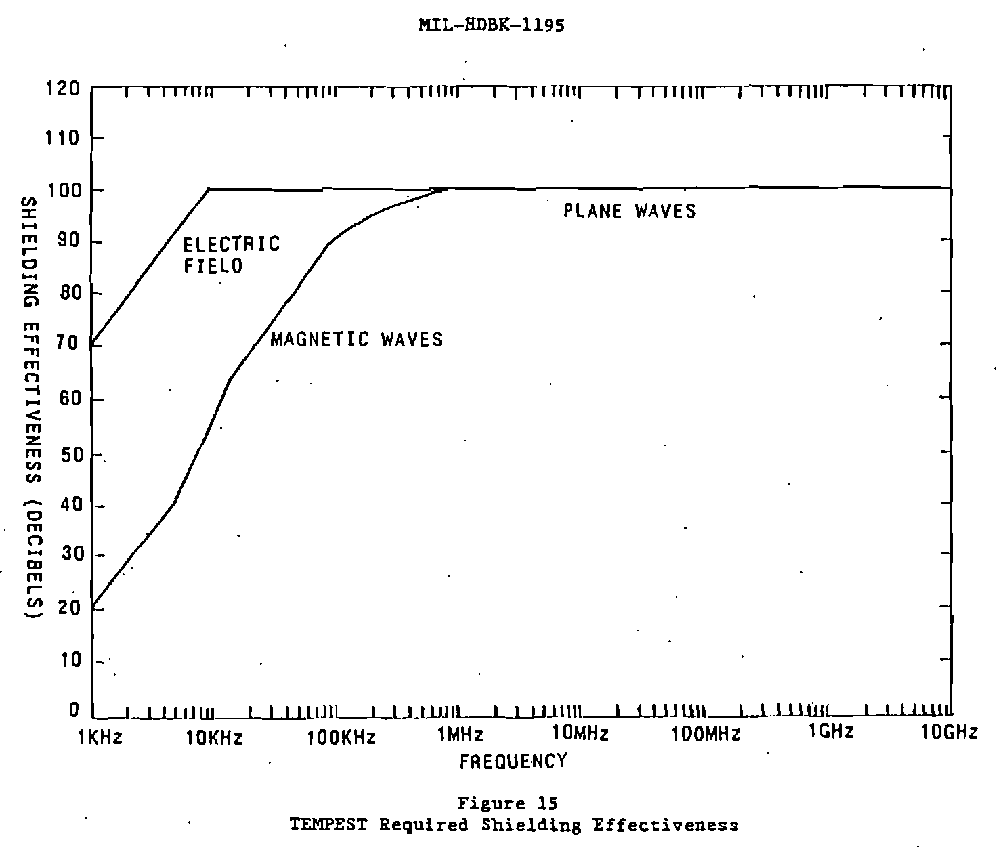 MIL-HDBK-1195
120
110
100
90
80
70
60
50
40
30
20
10
0
SHIELDING EFFECTIVENESS (DECIBELS)
ELECTRIC
FIELD
PLANE WAVES
MAGNETIC WAVES
1KHz
10KHz
100KHz
1MHz
10MHz
100MHz
1GHz
10GHz
FREQUENCY
Figure 15
TEMPEST Required Shielding Effectiveness